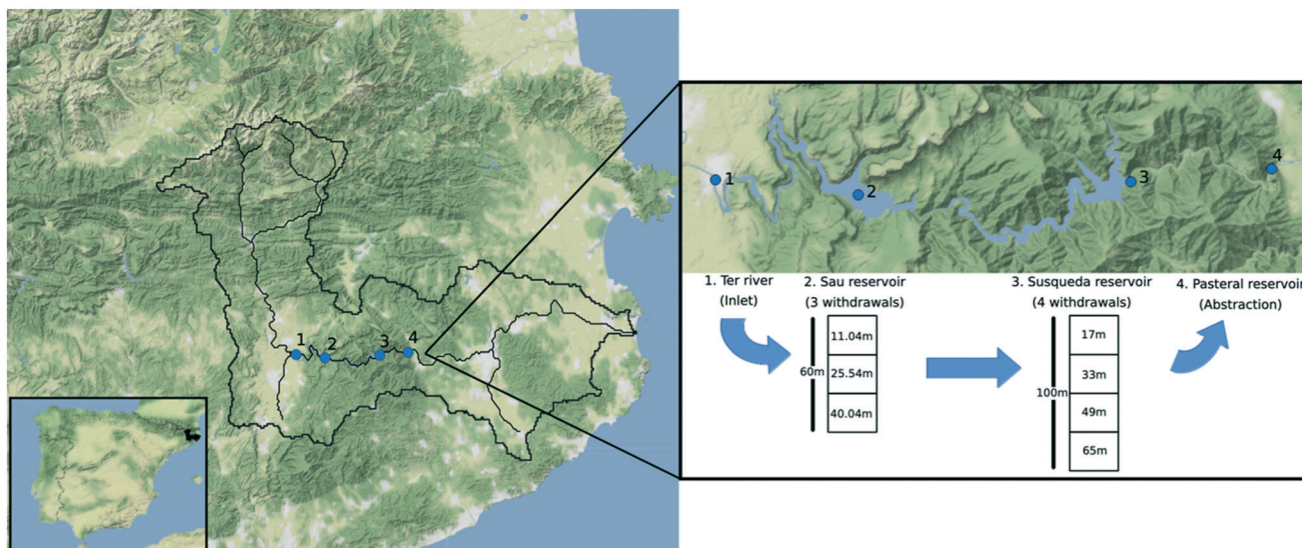 1
2
3
4
1
2
3
4
1. Ter river
(Inlet)
2. Sau reservoir
(3 withdrawals)
3. Susqueda reservoir
(4 withdrawals)
4. Pasteral reservoir
(Abstraction)
60m
11.04m
25.54m
40.04m
100m
17m
33m
49m
65m